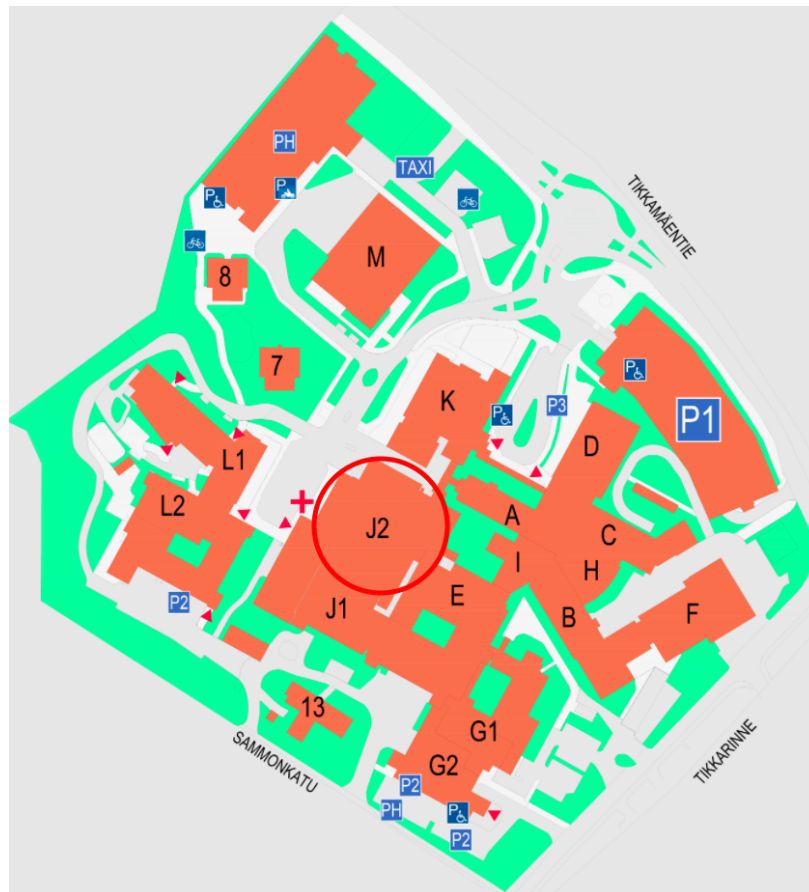 PH
TAXI
P
P
TIKKAMÄENTIE
M
8
7
P
K
P
P3
P1
D
L1
L2
A
C
J2
I
H
E
P2
J1
B
F
13
G1
SAMMONKATU
G2
TIKKARINNE
P2
PH
P
P2